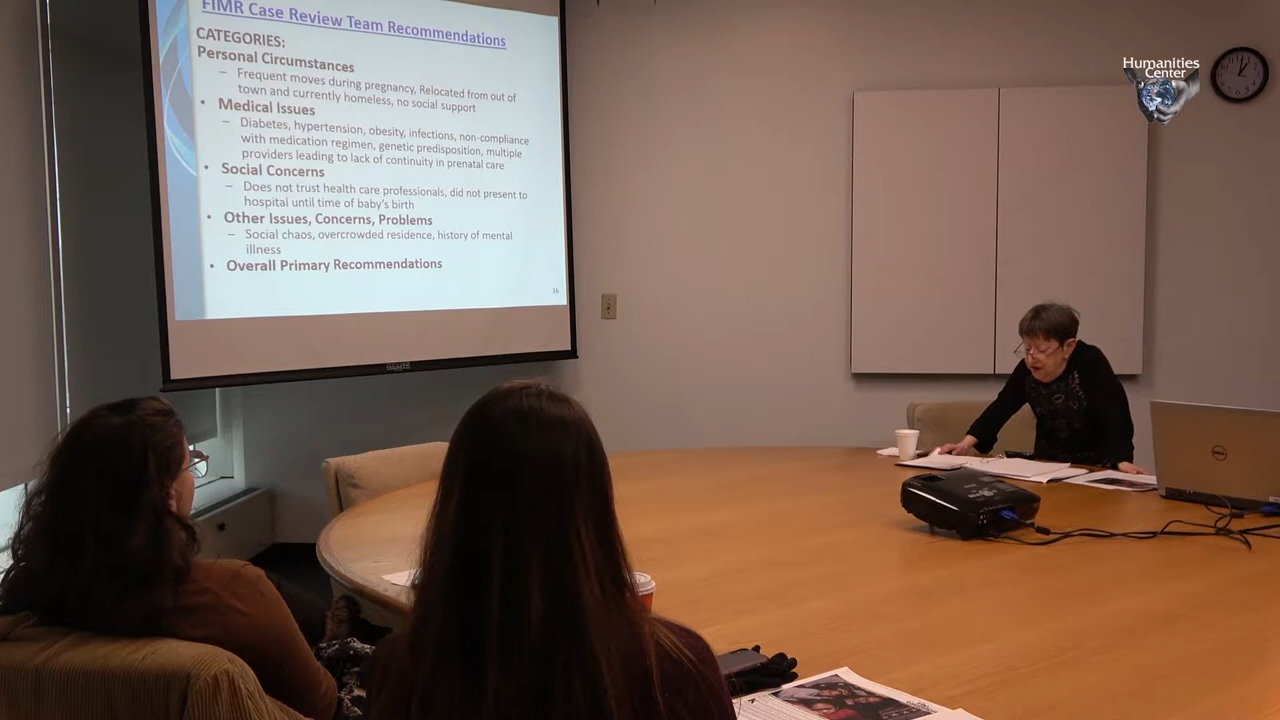 FIMR Case Review Team Recommendations
CATEGORIES:
Personal Circumstances
– Frequent moves during pregnancy, Relocated from out of
town and currently homeless, no social support
• Medical Issues
– Diabetes, hypertension, obesity, infections, non-compliance
with medication regimen, genetic predisposition, multiple
providers leading to lack of continuity in prenatal care
• Social Concerns
– Does not trust health care professionals, did not present to
hospital until time of baby's birth
• Other Issues, Concerns, Problems
– Social chaos, overcrowded residence, history of mental
illness
• Overall Primary Recommendations
16
Humanities
Center
DELL